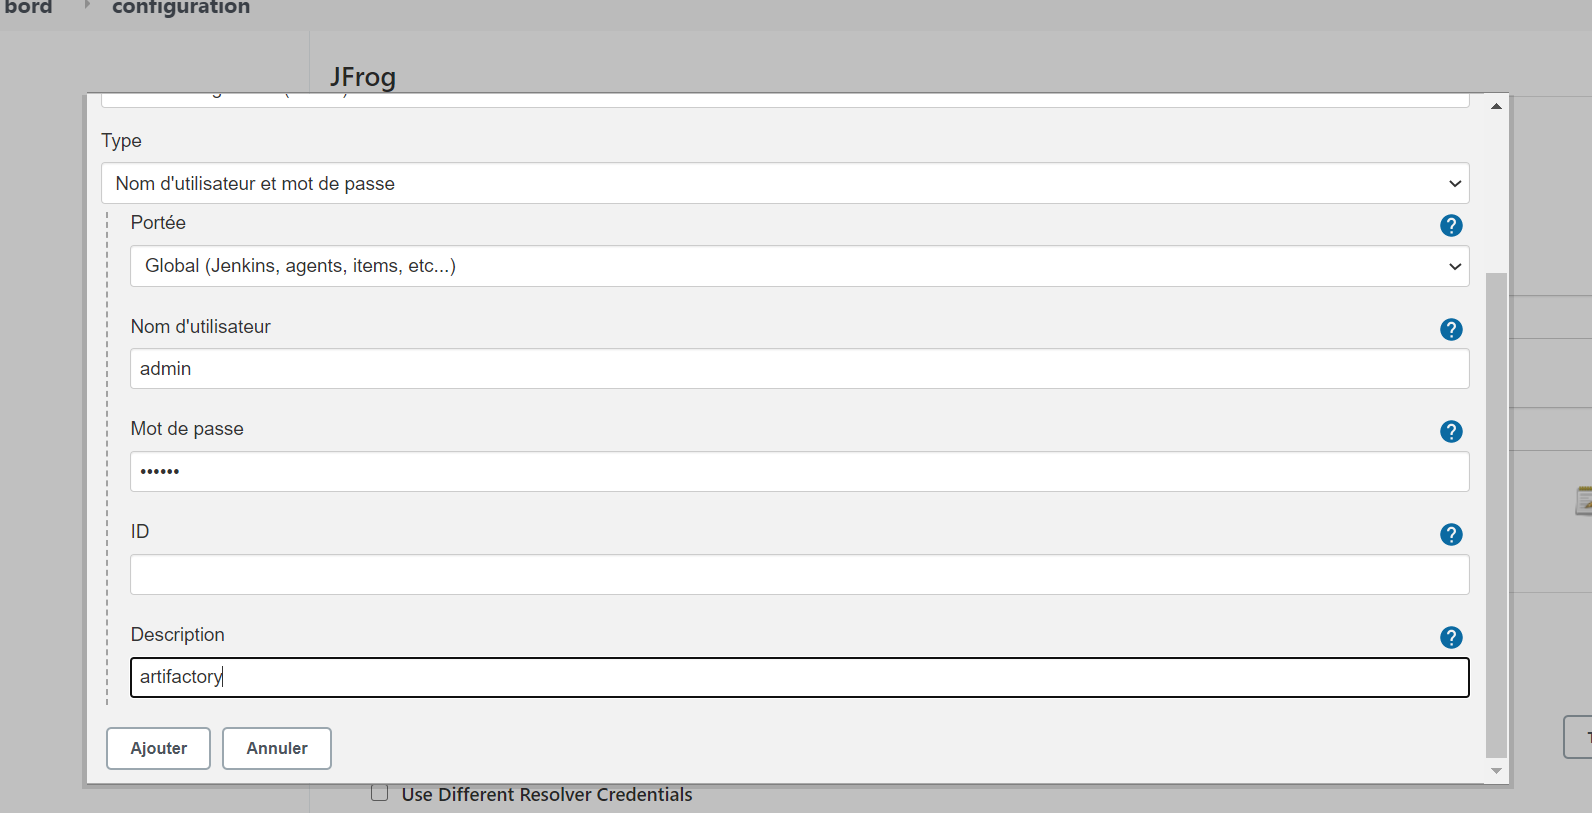 bord > configuration
JFrog
Type
Nom d'utilisateur et mot de passe
Portée
Global (Jenkins, agents, items, etc...)
Nom d'utilisateur
admin
Mot de passe
••••••
ID
Description
artifactory
Ajouter
Annuler
Use Different Resolver Credentials